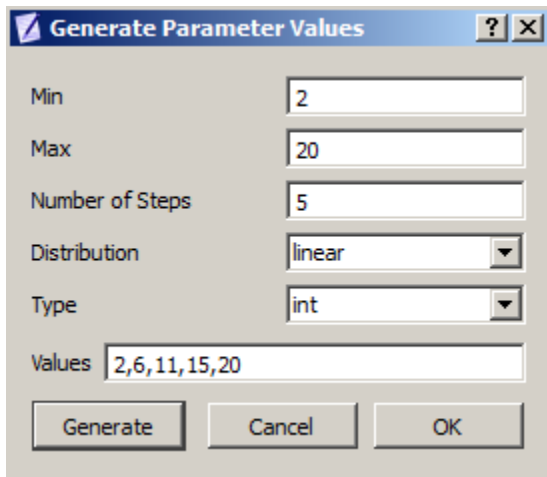 Generate Parameter Values
Min 2
Max 20
Number of Steps 5
Distribution linear
Type int
Values 2,6,11,15,20
Generate Cancel OK